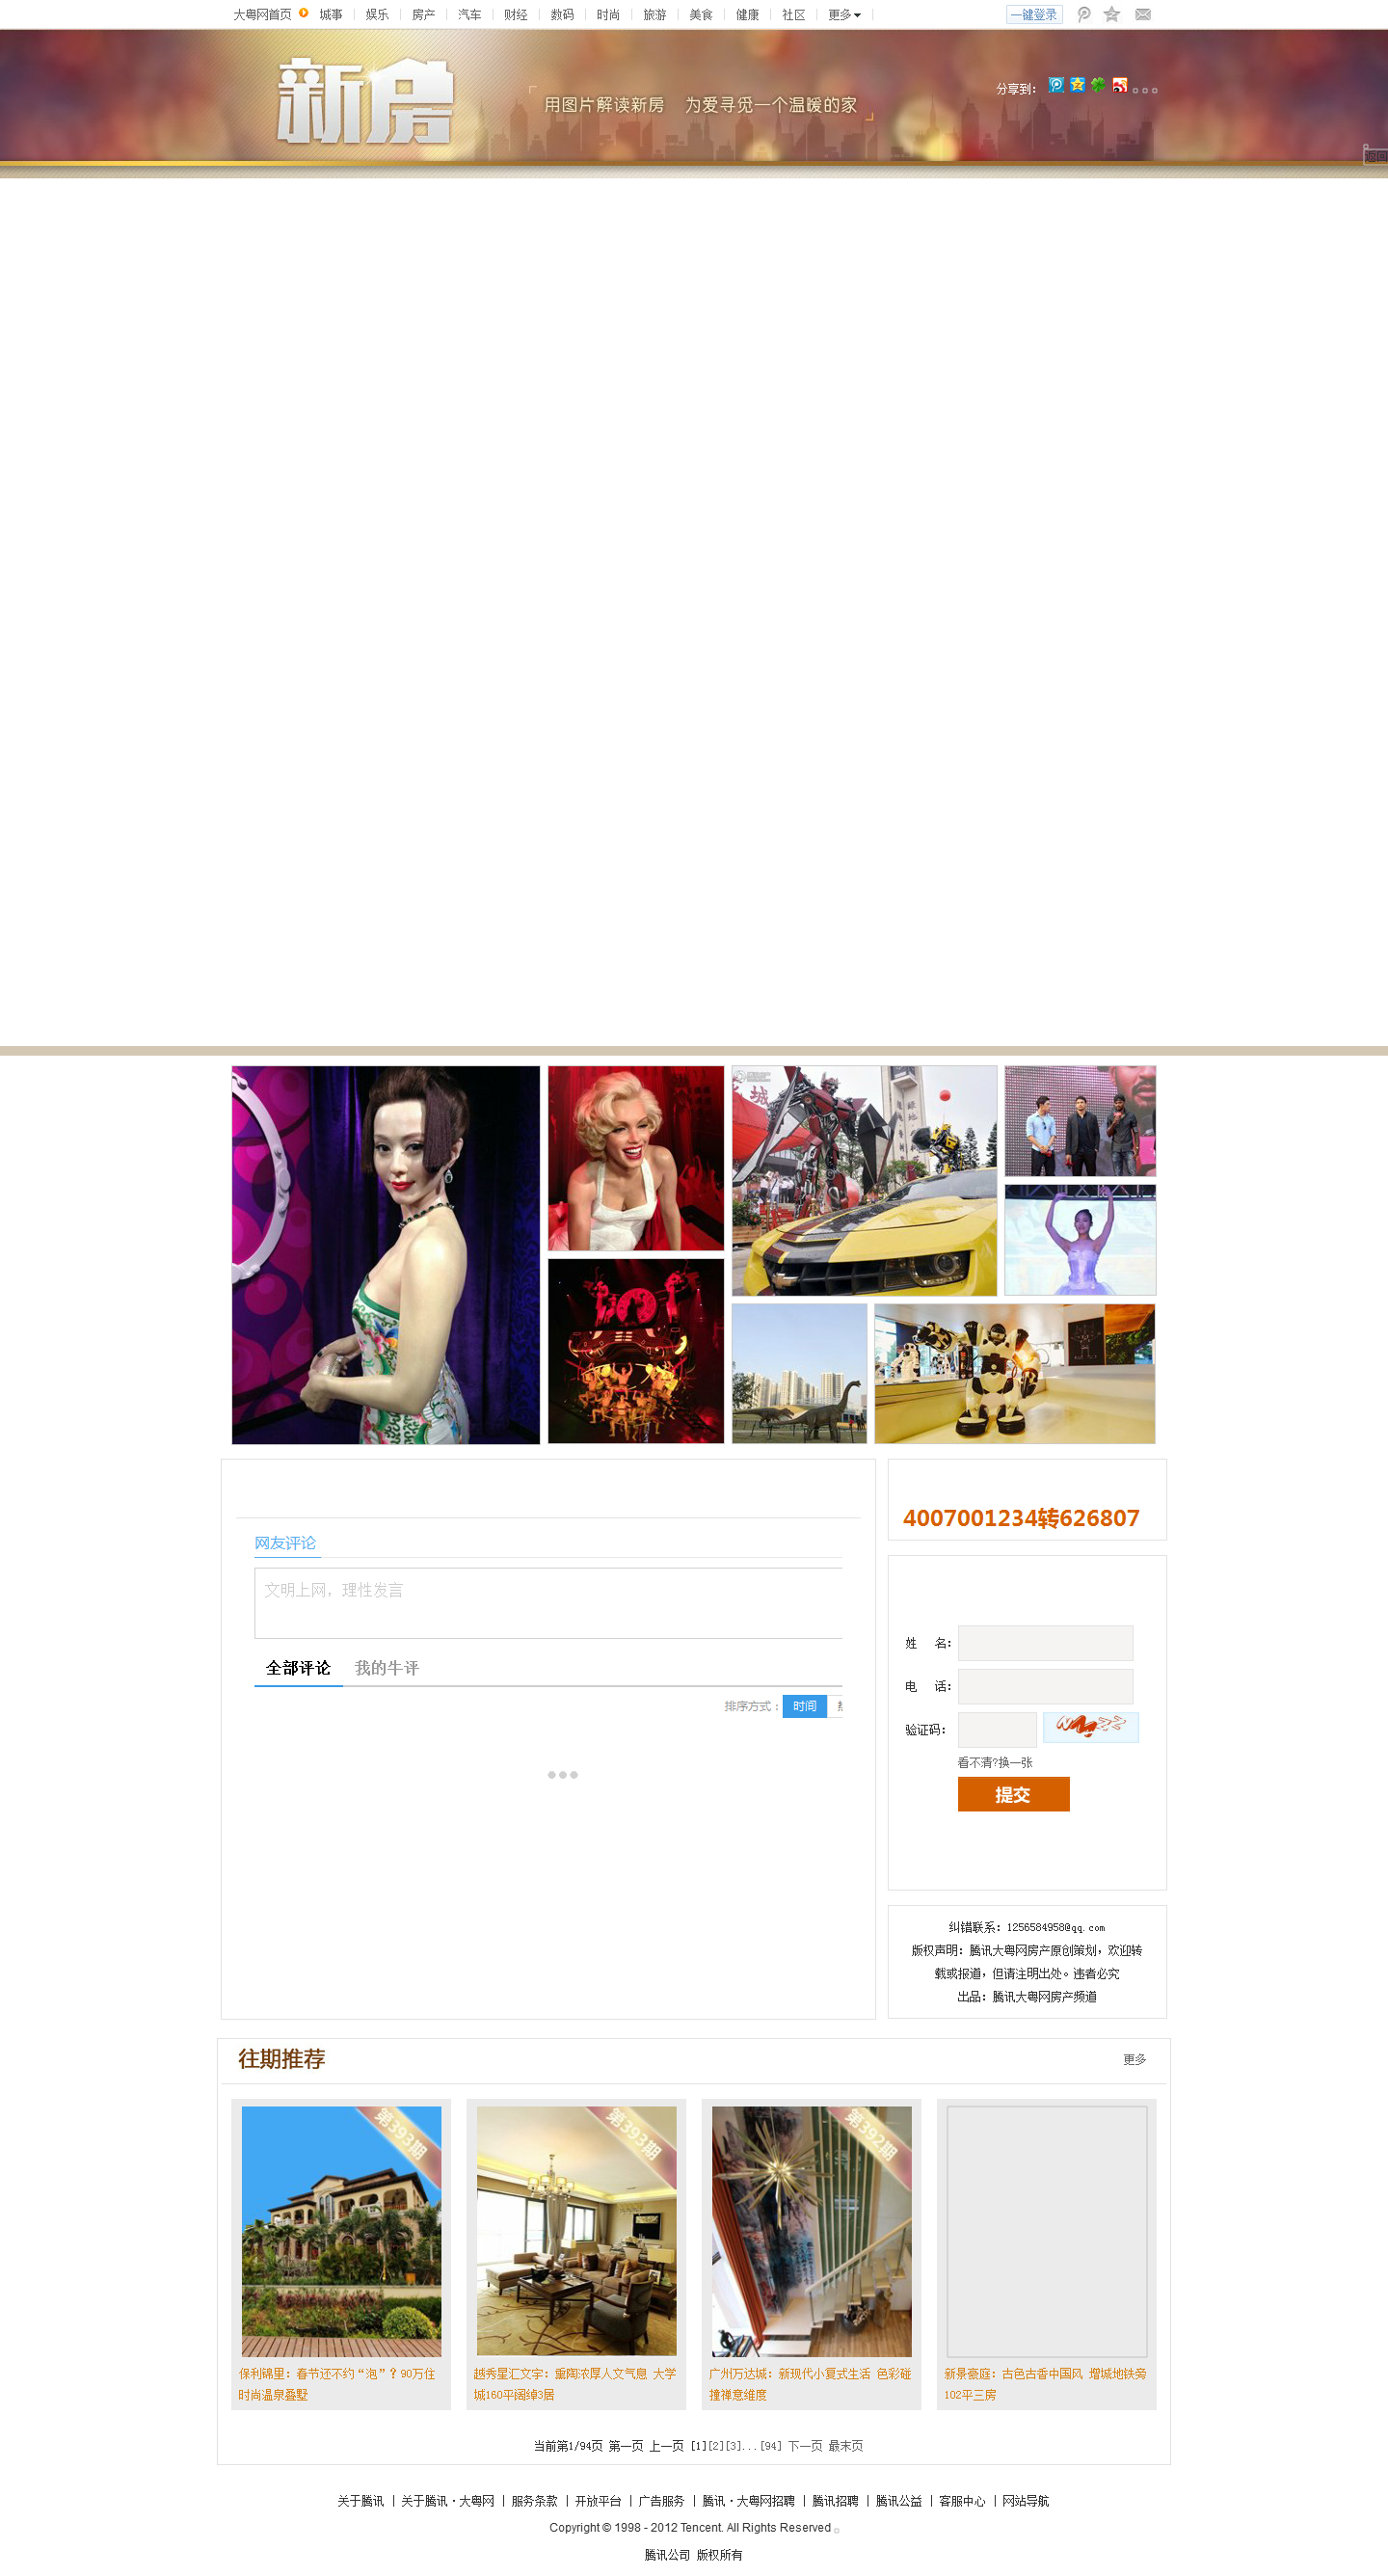 大粤网首页 城事 娱乐 房产 汽车 财经 数码 时尚 旅游 美食 健康 社区 更多 一键登录
新房
用图片解读新房 为爱寻觅一个温暖的家
分享到：
网友评论
文明上网，理性发言
全部评论 我的牛评
排序方式： 时间
4007001234转626807
姓 名：
电 话：
验证码：
看不清?换一张
提交
纠错联系：1256584958@qq.com
版权声明：腾讯大粤网房产原创策划，欢迎转
载或报道，但请注明出处。违者必究
出品：腾讯大粤网房产频道
往期推荐 更多
第393期 第393期 第392期
保利锦里：春节还不约“泡”？90万住
时尚温泉叠墅
越秀星汇文宇：熏陶浓厚人文气息 大学
城160平阔绰3居
广州万达城：新现代小复式生活 色彩碰
撞禅意维度
新景豪庭：古色古香中国风 增城地铁旁
102平三房
当前第1/94页 第一页 上一页 [1][2][3]...[94] 下一页 最末页
关于腾讯 | 关于腾讯·大粤网 | 服务条款 | 开放平台 | 广告服务 | 腾讯·大粤网招聘 | 腾讯招聘 | 腾讯公益 | 客服中心 | 网站导航
Copyright © 1998 - 2012 Tencent. All Rights Reserved
腾讯公司 版权所有